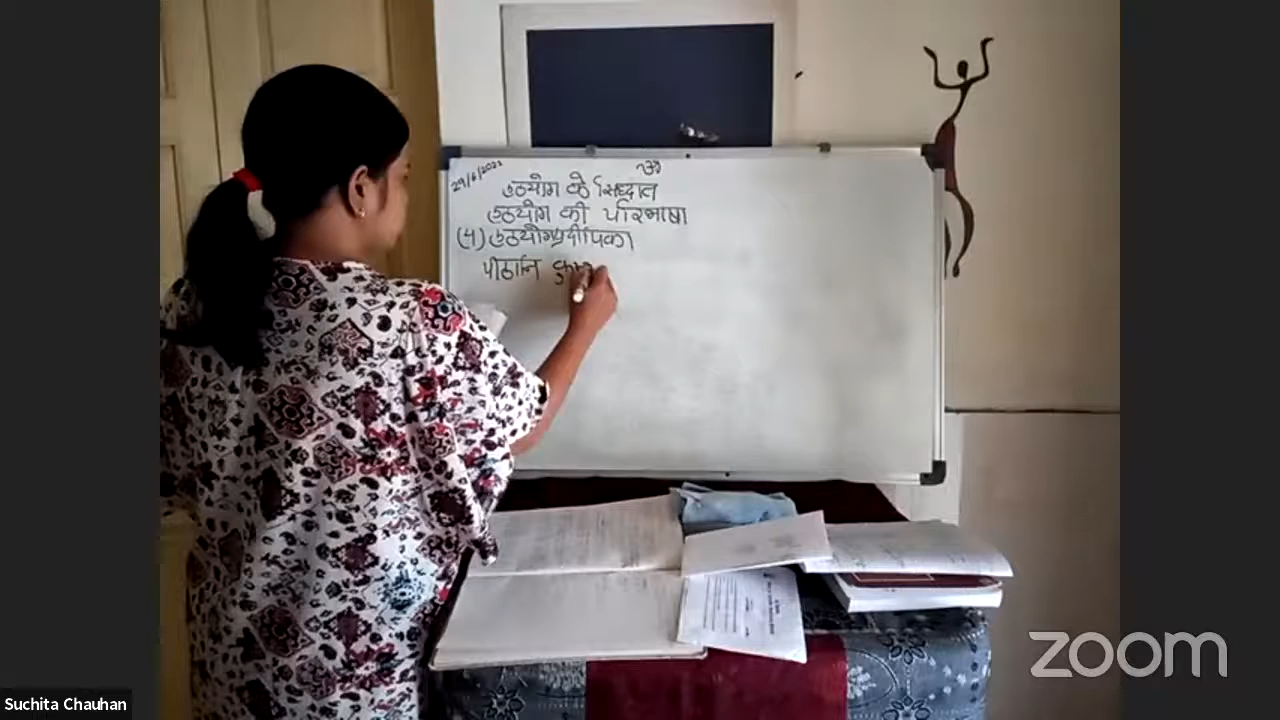 ॐ
29/6/2021
हठयोग के सिद्धांत
हठयोग की परिभाषा
(4) हठयोगप्रदीपिका
पीठानि
zoom
Suchita Chauhan